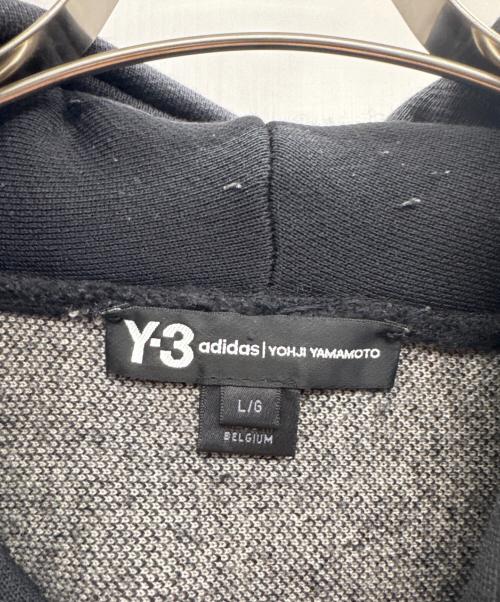 Y-3 adidas | YOHJI YAMAMOTO
L/G
BELGIUM